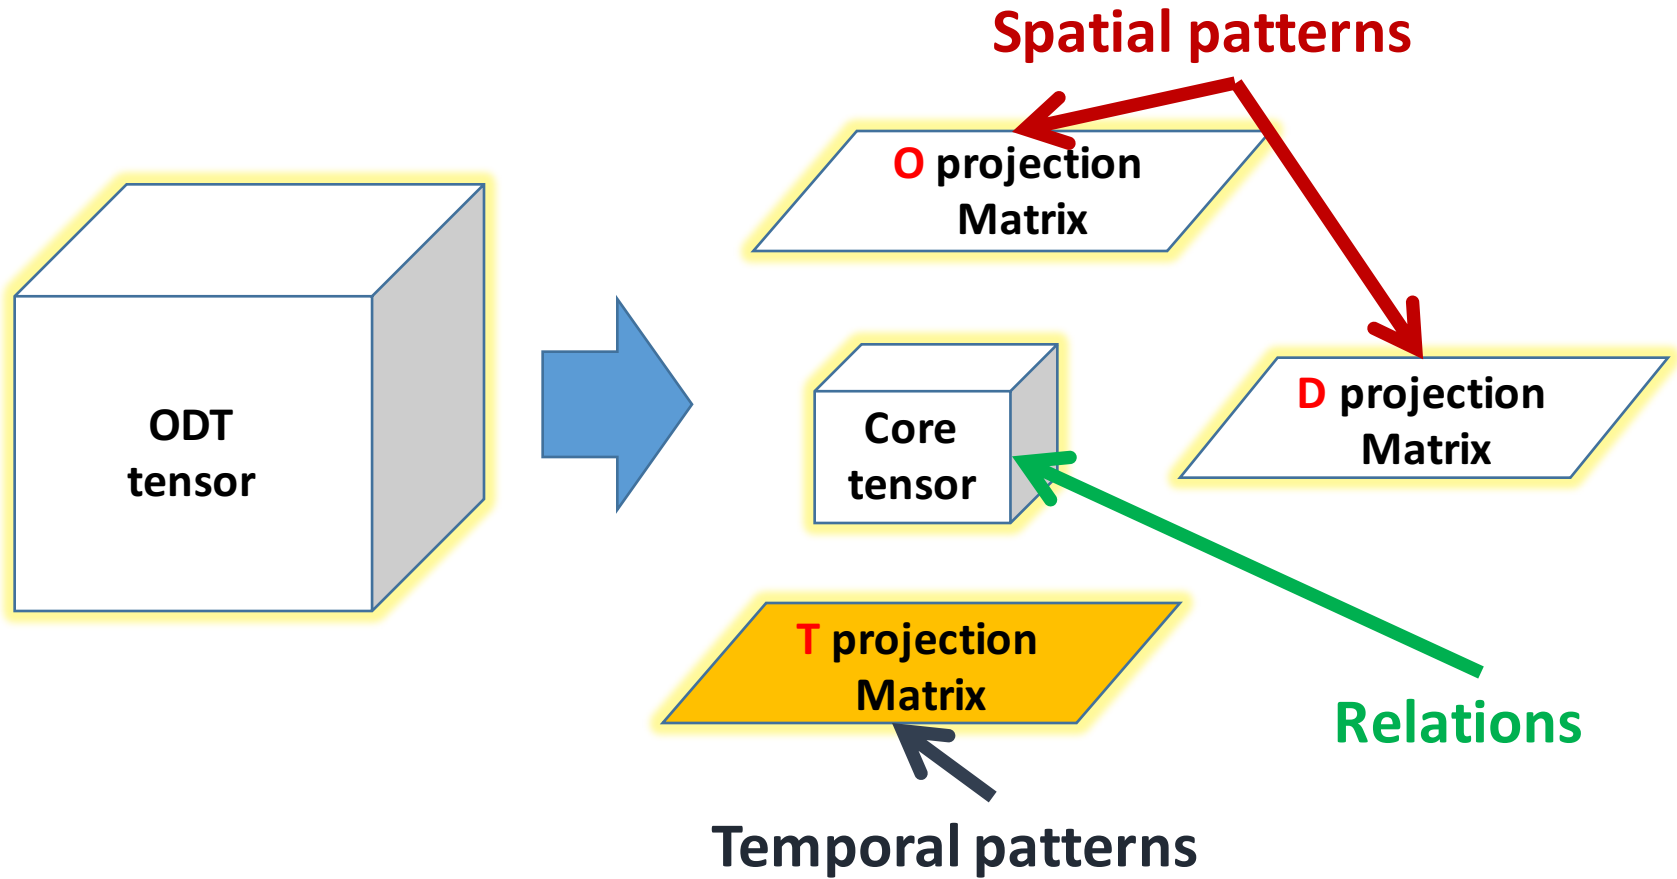 Spatial patterns
O projection
Matrix
ODT
tensor
Core
tensor
D projection
Matrix
T projection
Matrix
Relations
Temporal patterns